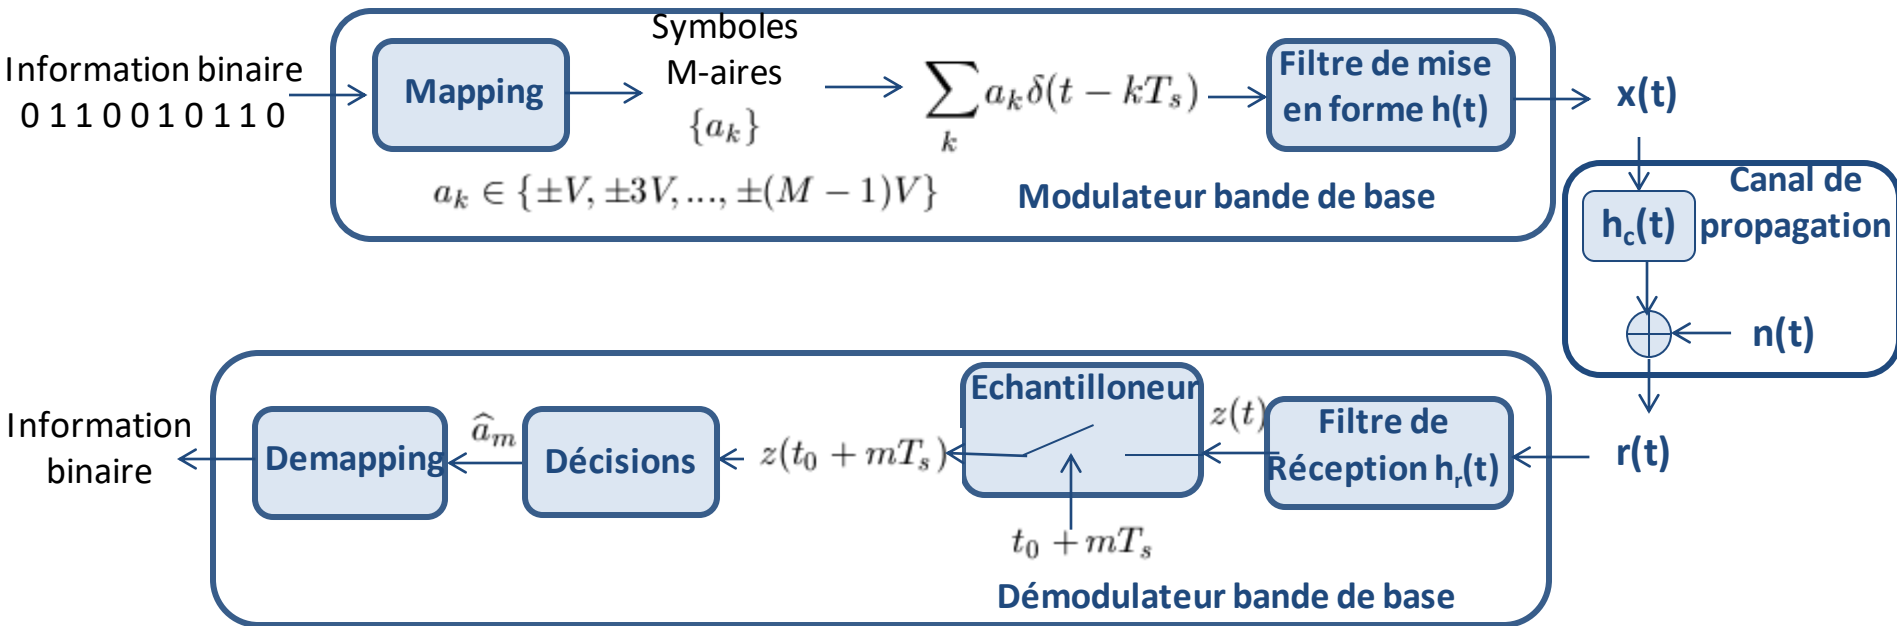 Information binaire
0 1 1 0 0 1 0 1 1 0
Mapping
Symboles
M-aires
{a_k}
∑_k a_k δ(t − kT_s)
Filtre de mise
en forme h(t)
x(t)
a_k ∈ {±V, ±3V, ..., ±(M − 1)V}
Modulateur bande de base
Canal de
propagation
h_c(t)
n(t)
r(t)
Filtre de
Réception h_r(t)
z(t)
Echantilloneur
t_0 + mT_s
z(t_0 + mT_s)
Décisions
â_m
Demapping
Information
binaire
Démodulateur bande de base